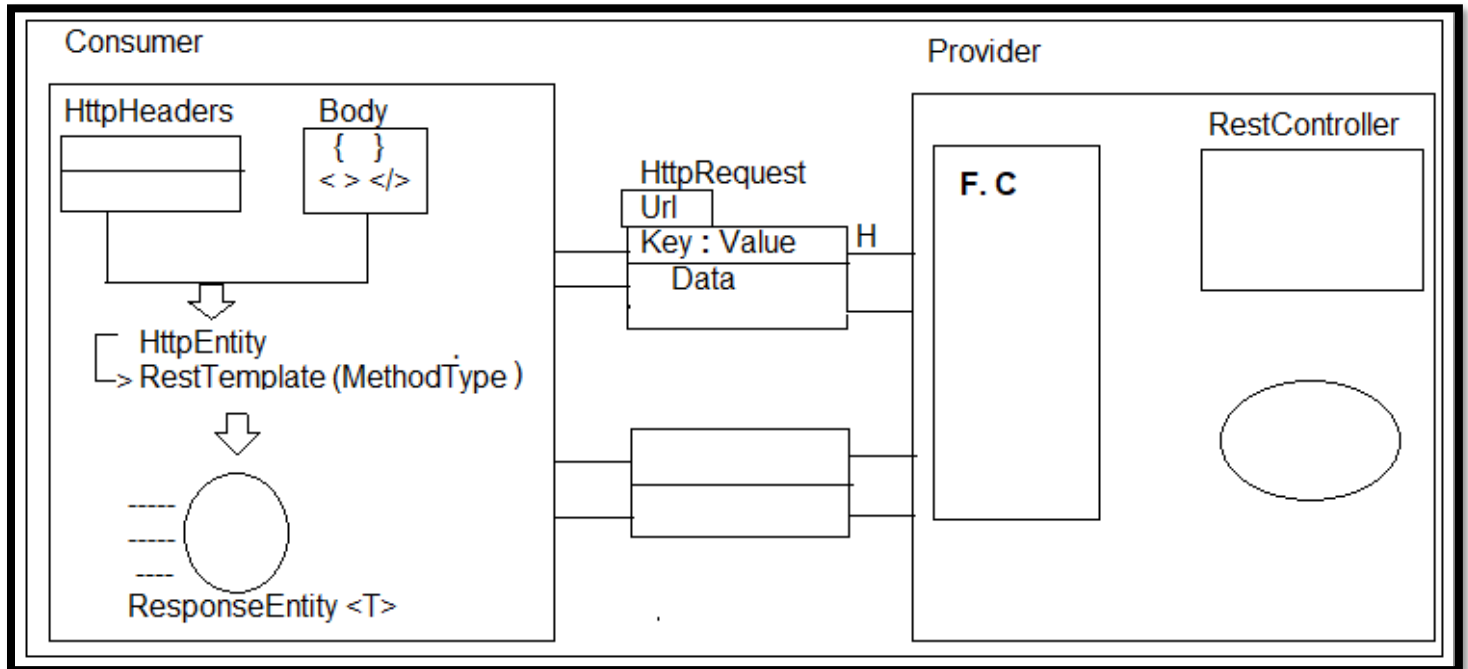 Consumer
HttpHeaders
Body
{ }
< > </>
HttpEntity
RestTemplate (MethodType )
ResponseEntity <T>
HttpRequest
Url
Key : Value
Data
H
Provider
F. C
RestController